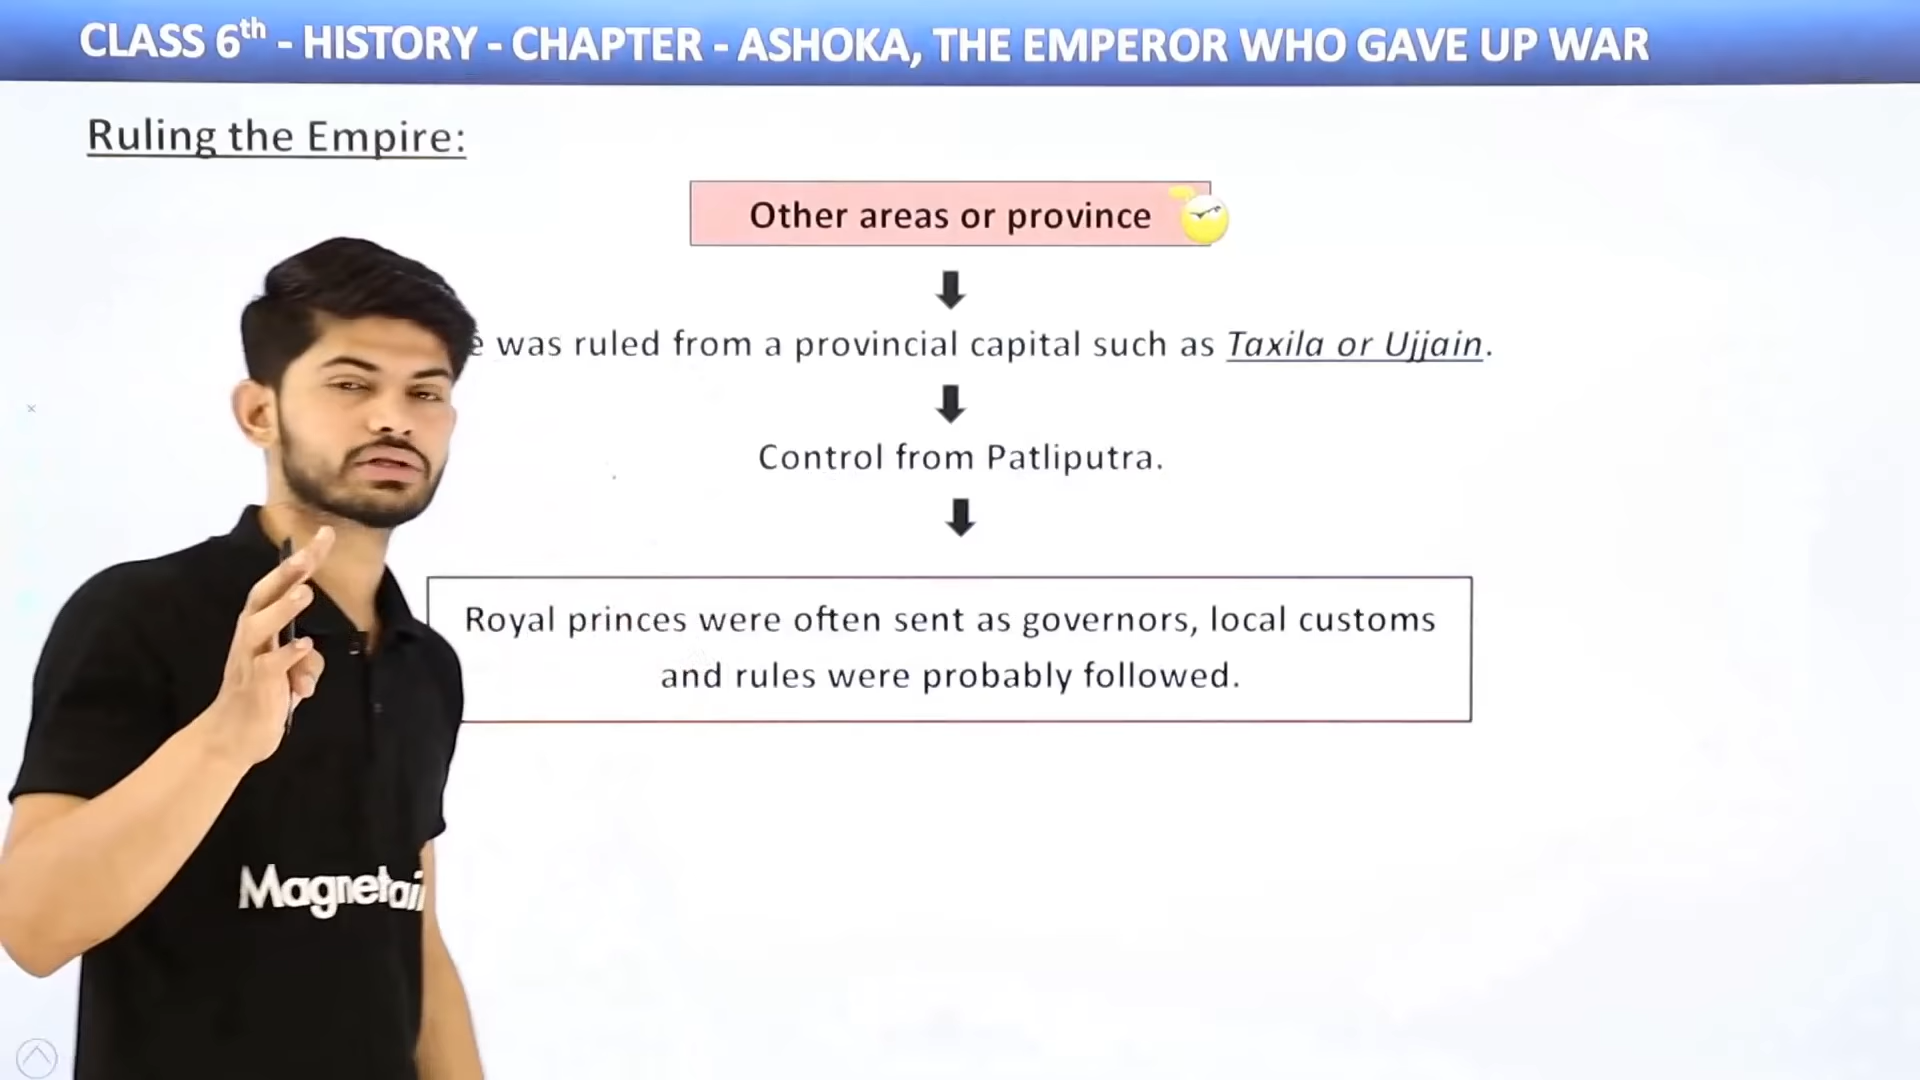 CLASS 6th - HISTORY - CHAPTER - ASHOKA, THE EMPEROR WHO GAVE UP WAR
Ruling the Empire:
Other areas or province
was ruled from a provincial capital such as Taxila or Ujjain.
Control from Patliputra.
Royal princes were often sent as governors, local customs
and rules were probably followed.